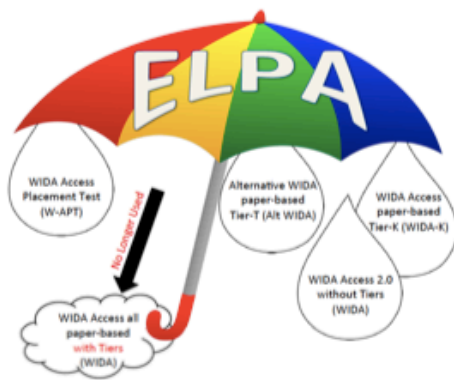 ELPA
WIDA Access
Placement Test
(W-APT)
No Longer Used
WIDA Access all
paper-based
with Tiers
(WIDA)
Alternative WIDA
paper-based
Tier-T (Alt WIDA)
WIDA Access
paper-based
Tier-K (WIDA-K)
WIDA Access 2.0
without Tiers
(WIDA)